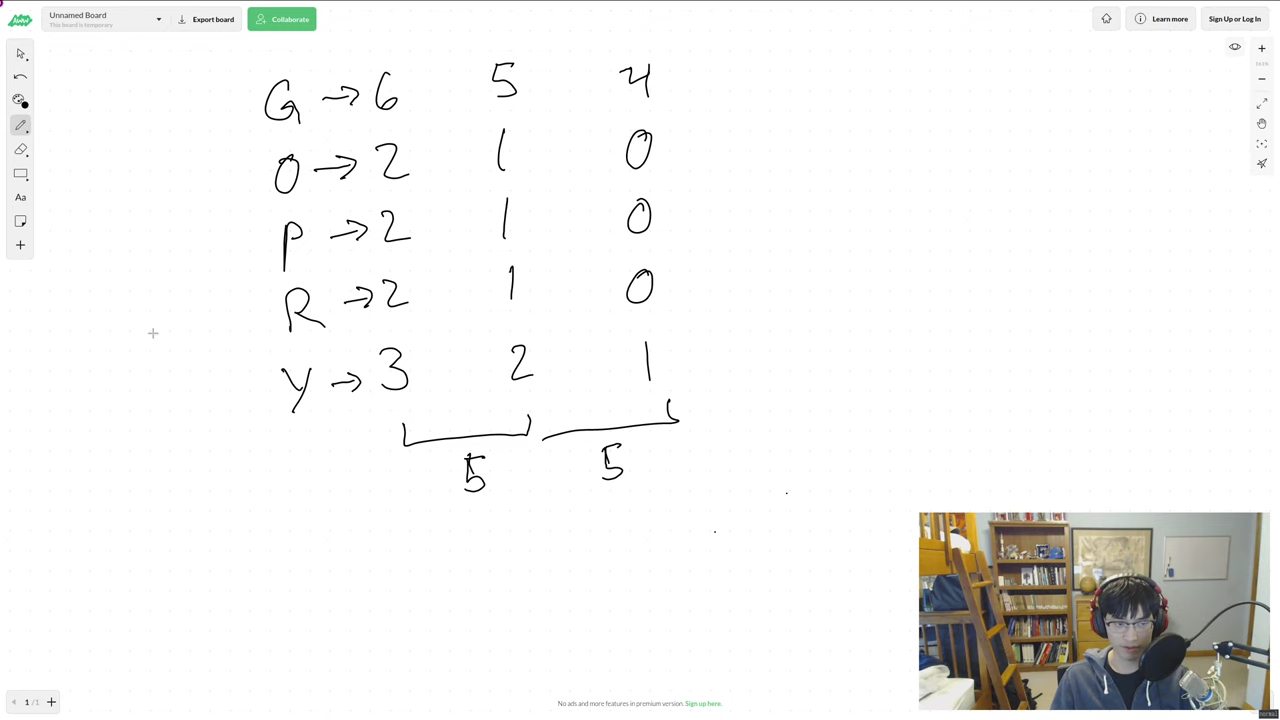 Unnamed Board
This board is temporary
Export board
Collaborate
Learn more
Sign Up or Log In
G → 6 5 4
O → 2 1 0
P → 2 1 0
R → 2 1 0
Y → 3 2 1
5 5
Aa
1 /1
No ads and more features in premium version. Sign up here.
normal